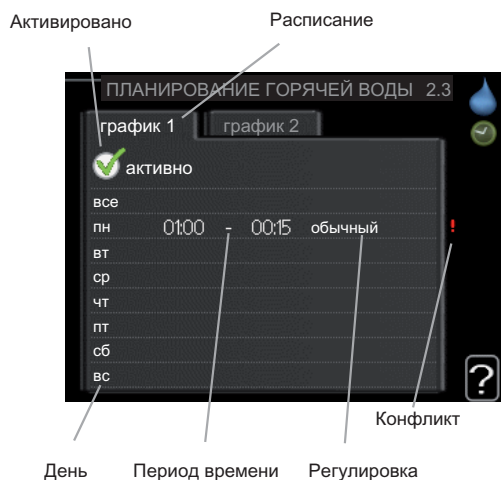 Активировано Расписание
ПЛАНИРОВАНИЕ ГОРЯЧЕЙ ВОДЫ 2.3
график 1 график 2
активно
все
пн 01:00 - 00:15 обычный !
вт
ср
чт
пт
сб
вс
?
Конфликт
День Период времени Регулировка